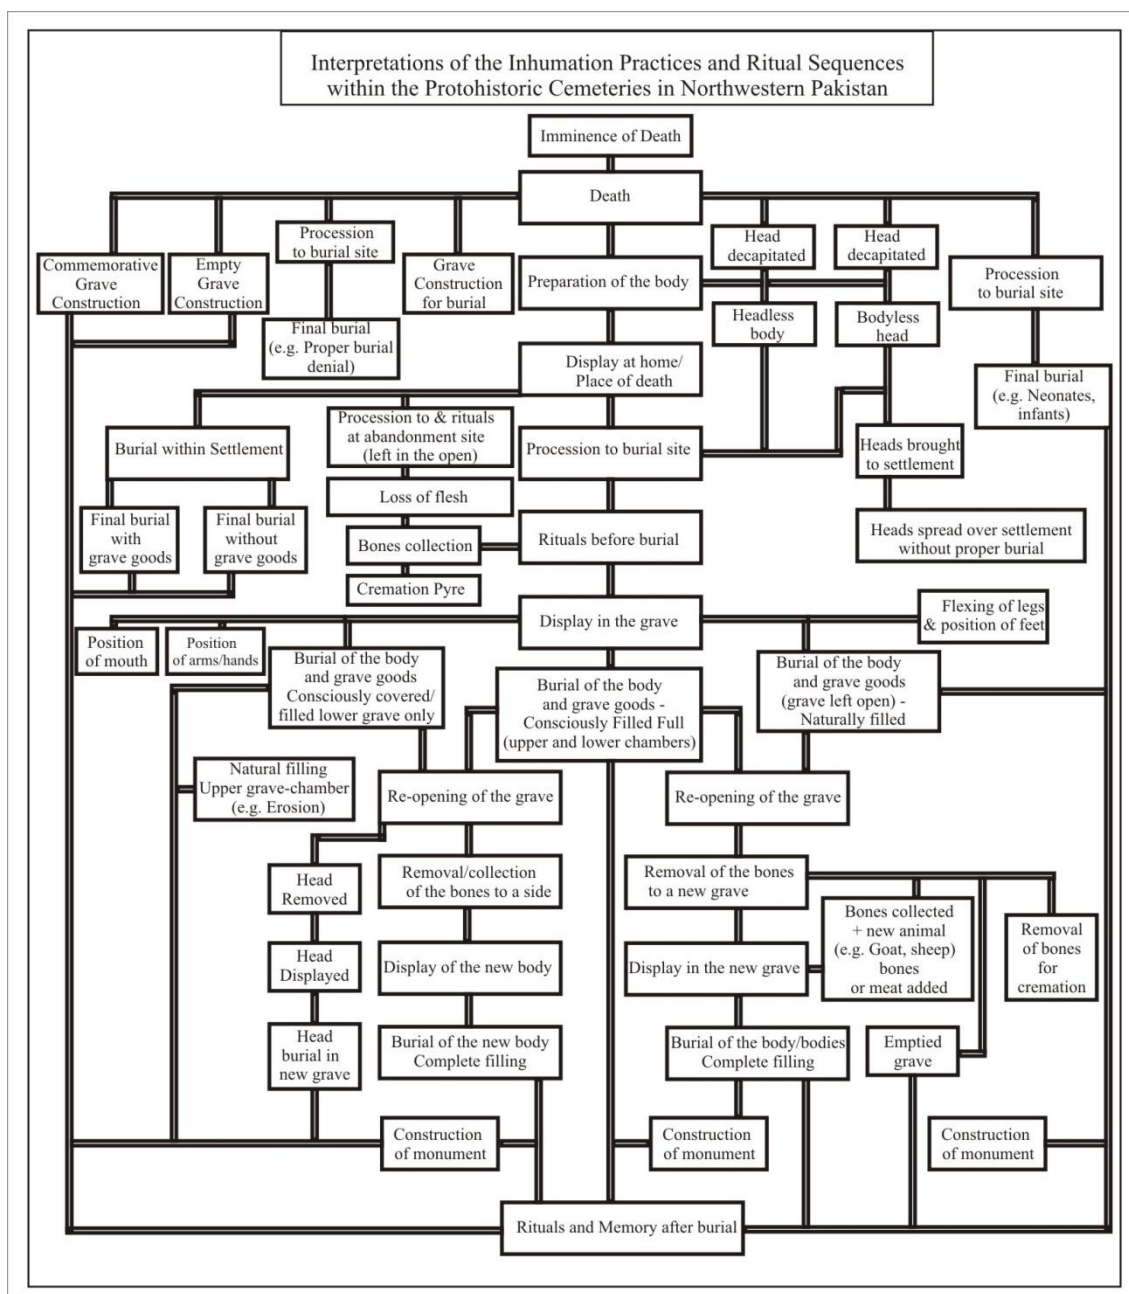 Interpretations of the Inhumation Practices and Ritual Sequences
within the Protohistoric Cemeteries in Northwestern Pakistan
Imminence of Death
Death
Commemorative
Grave
Construction
Empty
Grave
Construction
Procession
to burial site
Grave
Construction
for burial
Preparation of the body
Head
decapitated
Head
decapitated
Procession
to burial site
Final burial
(e.g. Proper burial
denial)
Headless
body
Bodyless
head
Display at home/
Place of death
Final burial
(e.g. Neonates,
infants)
Burial within Settlement
Procession to & rituals
at abandonment site
(left in the open)
Procession to burial site
Heads brought
to settlement
Loss of flesh
Final burial
with
grave goods
Final burial
without
grave goods
Bones collection
Rituals before burial
Heads spread over settlement
without proper burial
Cremation Pyre
Display in the grave
Flexing of legs
& position of feet
Position
of mouth
Position
of arms/hands
Burial of the body
and grave goods
Consciously covered/
filled lower grave only
Burial of the body
and grave goods -
Consciously Filled Full
(upper and lower chambers)
Burial of the body
and grave goods
(grave left open) -
Naturally filled
Natural filling
Upper grave-chamber
(e.g. Erosion)
Re-opening of the grave
Re-opening of the grave
Head
Removed
Removal/collection
of the bones to a side
Removal of the bones
to a new grave
Bones collected
+ new animal
(e.g. Goat, sheep)
bones
or meat added
Removal
of bones
for
cremation
Head
Displayed
Display of the new body
Display in the new grave
Head
burial in
new grave
Burial of the new body
Complete filling
Burial of the body/bodies
Complete filling
Emptied
grave
Construction
of monument
Construction
of monument
Construction
of monument
Rituals and Memory after burial